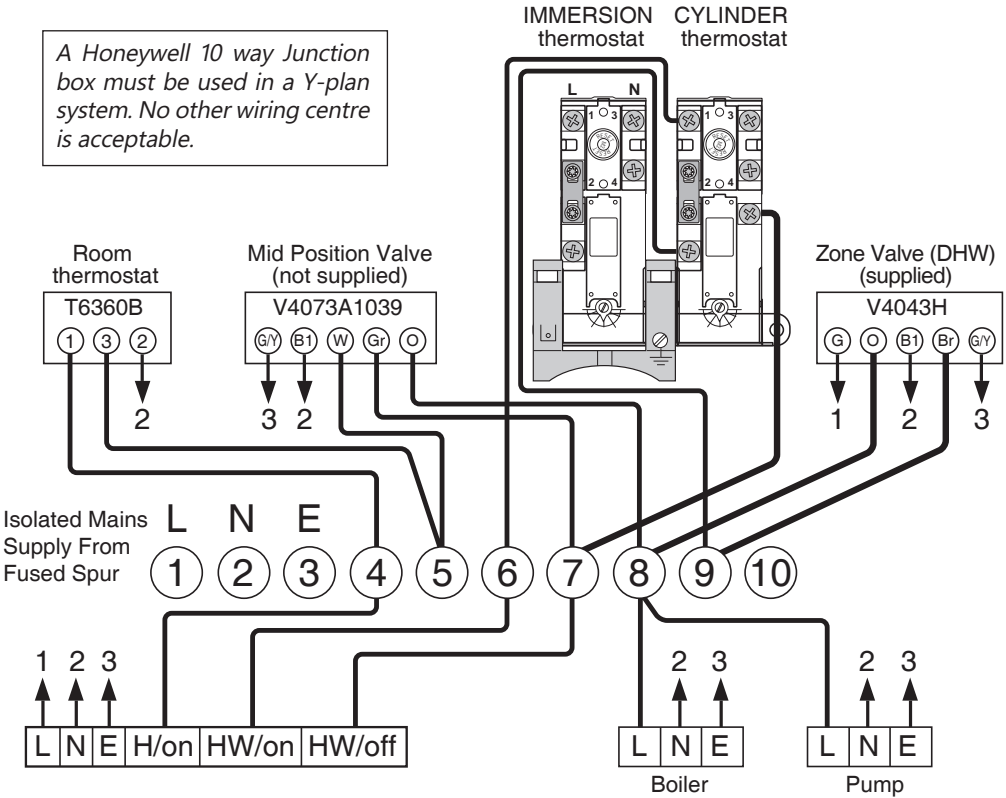 IMMERSION thermostat
CYLINDER thermostat
A Honeywell 10 way Junction
box must be used in a Y-plan
system. No other wiring centre
is acceptable.
L N
1 3
2 4
1 3
2 4
Room
thermostat
T6360B
1 3 2
2
Mid Position Valve
(not supplied)
V4073A1039
G/Y B1 W Gr O
3 2
Zone Valve (DHW)
(supplied)
V4043H
G O B1 Br G/Y
1 2 3
Isolated Mains
Supply From
Fused Spur
L N E
1 2 3 4 5 6 7 8 9 10
1 2 3
L N E H/on HW/on HW/off
2 3
L N E
Boiler
2 3
L N E
Pump